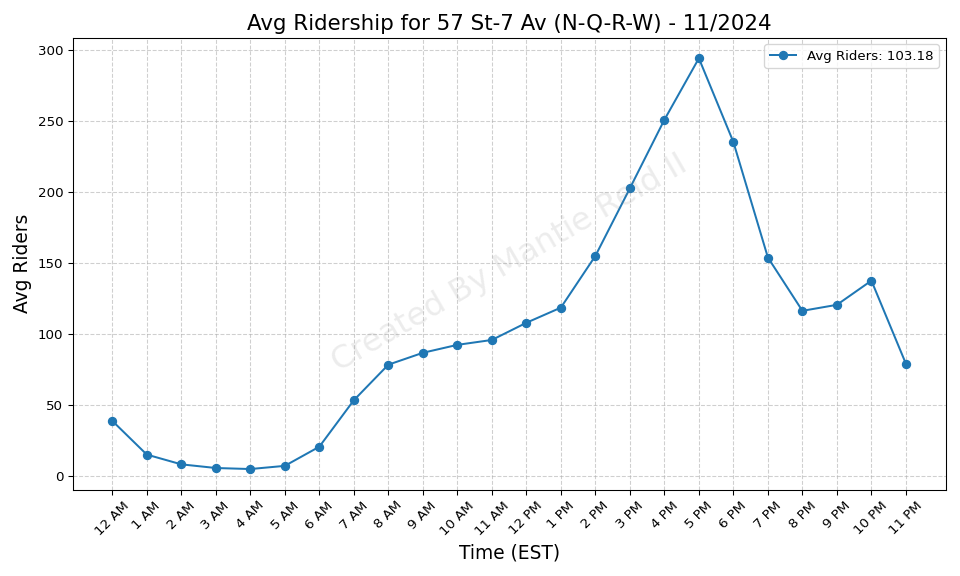 Avg Ridership for 57 St-7 Av (N-Q-R-W) - 11/2024
Avg Riders: 103.18
300
250
200
150
100
50
0
Avg Riders
Created By Mantie Reid II
12 AM
1 AM
2 AM
3 AM
4 AM
5 AM
6 AM
7 AM
8 AM
9 AM
10 AM
11 AM
12 PM
1 PM
2 PM
3 PM
4 PM
5 PM
6 PM
7 PM
8 PM
9 PM
10 PM
11 PM
Time (EST)